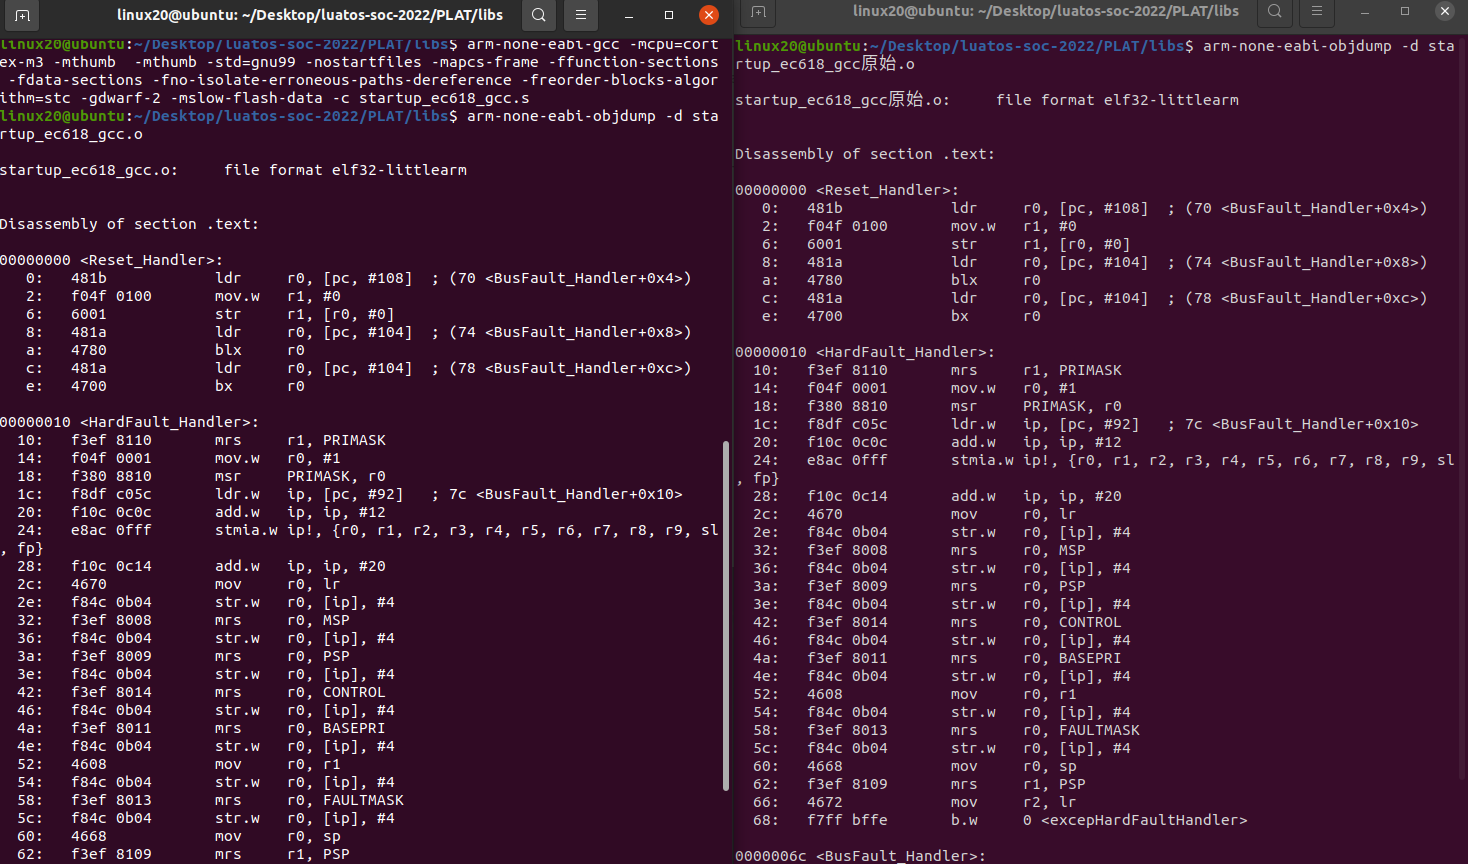 linux20@ubuntu: ~/Desktop/luatos-soc-2022/PLAT/libs
linux20@ubuntu:~/Desktop/luatos-soc-2022/PLAT/libs$ arm-none-eabi-gcc -mcpu=cort
ex-m3 -mthumb  -mthumb -std=gnu99 -nostartfiles -mapcs-frame -ffunction-sections
 -fdata-sections -fno-isolate-erroneous-paths-dereference -freorder-blocks-algor
ithm=stc -gdwarf-2 -mslow-flash-data -c startup_ec618_gcc.s
linux20@ubuntu:~/Desktop/luatos-soc-2022/PLAT/libs$ arm-none-eabi-objdump -d sta
rtup_ec618_gcc.o
startup_ec618_gcc.o:     file format elf32-littlearm
Disassembly of section .text:
00000000 <Reset_Handler>:
   0:   481b            ldr     r0, [pc, #108]  ; (70 <BusFault_Handler+0x4>)
   2:   f04f 0100       mov.w   r1, #0
   6:   6001            str     r1, [r0, #0]
   8:   481a            ldr     r0, [pc, #104]  ; (74 <BusFault_Handler+0x8>)
   a:   4780            blx     r0
   c:   481a            ldr     r0, [pc, #104]  ; (78 <BusFault_Handler+0xc>)
   e:   4700            bx      r0
00000010 <HardFault_Handler>:
  10:   f3ef 8110       mrs     r1, PRIMASK
  14:   f04f 0001       mov.w   r0, #1
  18:   f380 8810       msr     PRIMASK, r0
  1c:   f8df c05c       ldr.w   ip, [pc, #92]   ; 7c <BusFault_Handler+0x10>
  20:   f10c 0c0c       add.w   ip, ip, #12
  24:   e8ac 0fff       stmia.w ip!, {r0, r1, r2, r3, r4, r5, r6, r7, r8, r9, sl
, fp}
  28:   f10c 0c14       add.w   ip, ip, #20
  2c:   4670            mov     r0, lr
  2e:   f84c 0b04       str.w   r0, [ip], #4
  32:   f3ef 8008       mrs     r0, MSP
  36:   f84c 0b04       str.w   r0, [ip], #4
  3a:   f3ef 8009       mrs     r0, PSP
  3e:   f84c 0b04       str.w   r0, [ip], #4
  42:   f3ef 8014       mrs     r0, CONTROL
  46:   f84c 0b04       str.w   r0, [ip], #4
  4a:   f3ef 8011       mrs     r0, BASEPRI
  4e:   f84c 0b04       str.w   r0, [ip], #4
  52:   4608            mov     r0, r1
  54:   f84c 0b04       str.w   r0, [ip], #4
  58:   f3ef 8013       mrs     r0, FAULTMASK
  5c:   f84c 0b04       str.w   r0, [ip], #4
  60:   4668            mov     r0, sp
  62:   f3ef 8109       mrs     r1, PSP
linux20@ubuntu: ~/Desktop/luatos-soc-2022/PLAT/libs
linux20@ubuntu:~/Desktop/luatos-soc-2022/PLAT/libs$ arm-none-eabi-objdump -d sta
rtup_ec618_gcc原始.o
startup_ec618_gcc原始.o:     file format elf32-littlearm
Disassembly of section .text:
00000000 <Reset_Handler>:
   0:   481b            ldr     r0, [pc, #108]  ; (70 <BusFault_Handler+0x4>)
   2:   f04f 0100       mov.w   r1, #0
   6:   6001            str     r1, [r0, #0]
   8:   481a            ldr     r0, [pc, #104]  ; (74 <BusFault_Handler+0x8>)
   a:   4780            blx     r0
   c:   481a            ldr     r0, [pc, #104]  ; (78 <BusFault_Handler+0xc>)
   e:   4700            bx      r0
00000010 <HardFault_Handler>:
  10:   f3ef 8110       mrs     r1, PRIMASK
  14:   f04f 0001       mov.w   r0, #1
  18:   f380 8810       msr     PRIMASK, r0
  1c:   f8df c05c       ldr.w   ip, [pc, #92]   ; 7c <BusFault_Handler+0x10>
  20:   f10c 0c0c       add.w   ip, ip, #12
  24:   e8ac 0fff       stmia.w ip!, {r0, r1, r2, r3, r4, r5, r6, r7, r8, r9, sl
, fp}
  28:   f10c 0c14       add.w   ip, ip, #20
  2c:   4670            mov     r0, lr
  2e:   f84c 0b04       str.w   r0, [ip], #4
  32:   f3ef 8008       mrs     r0, MSP
  36:   f84c 0b04       str.w   r0, [ip], #4
  3a:   f3ef 8009       mrs     r0, PSP
  3e:   f84c 0b04       str.w   r0, [ip], #4
  42:   f3ef 8014       mrs     r0, CONTROL
  46:   f84c 0b04       str.w   r0, [ip], #4
  4a:   f3ef 8011       mrs     r0, BASEPRI
  4e:   f84c 0b04       str.w   r0, [ip], #4
  52:   4608            mov     r0, r1
  54:   f84c 0b04       str.w   r0, [ip], #4
  58:   f3ef 8013       mrs     r0, FAULTMASK
  5c:   f84c 0b04       str.w   r0, [ip], #4
  60:   4668            mov     r0, sp
  62:   f3ef 8109       mrs     r1, PSP
  66:   4672            mov     r2, lr
  68:   f7ff bffe       b.w     0 <excepHardFaultHandler>
0000006c <BusFault_Handler>: